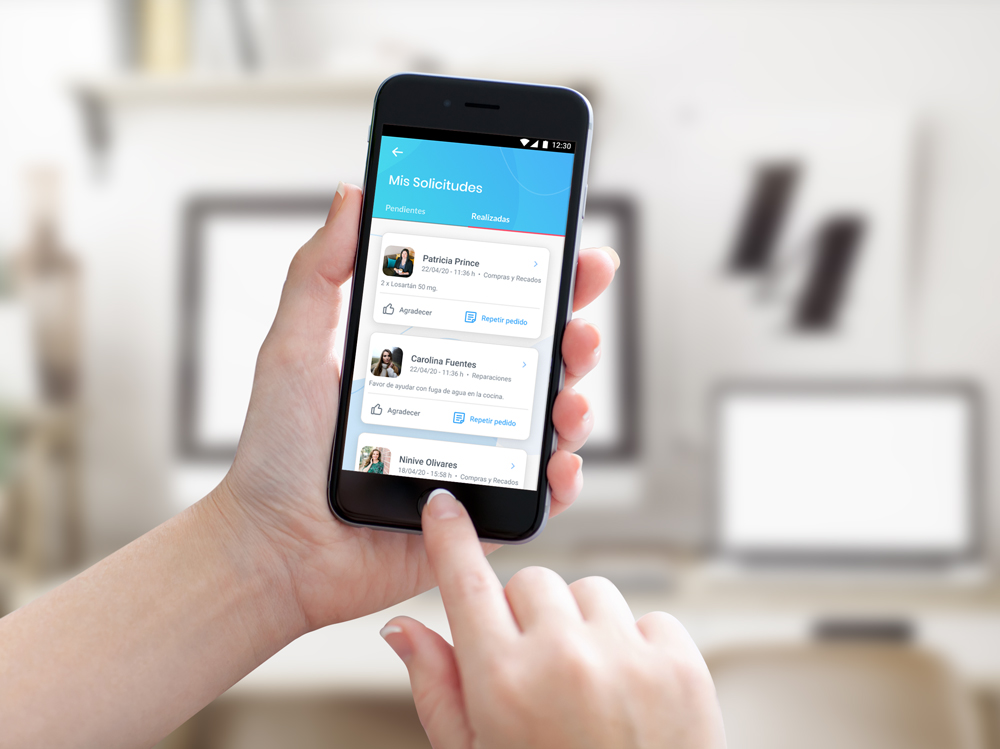 12:30
Mis Solicitudes
Pendientes Realizadas
Patricia Prince
22/04/20 - 11:36 h • Compras y Recados
2 x Losartán 50 mg.
Agradecer Repetir pedido
Carolina Fuentes
22/04/20 - 11:36 h • Reparaciones
Favor de ayudar con fuga de agua en la cocina.
Agradecer Repetir pedido
Ninive Olivares
18/04/20 - 15:58 h • Compras y Recados